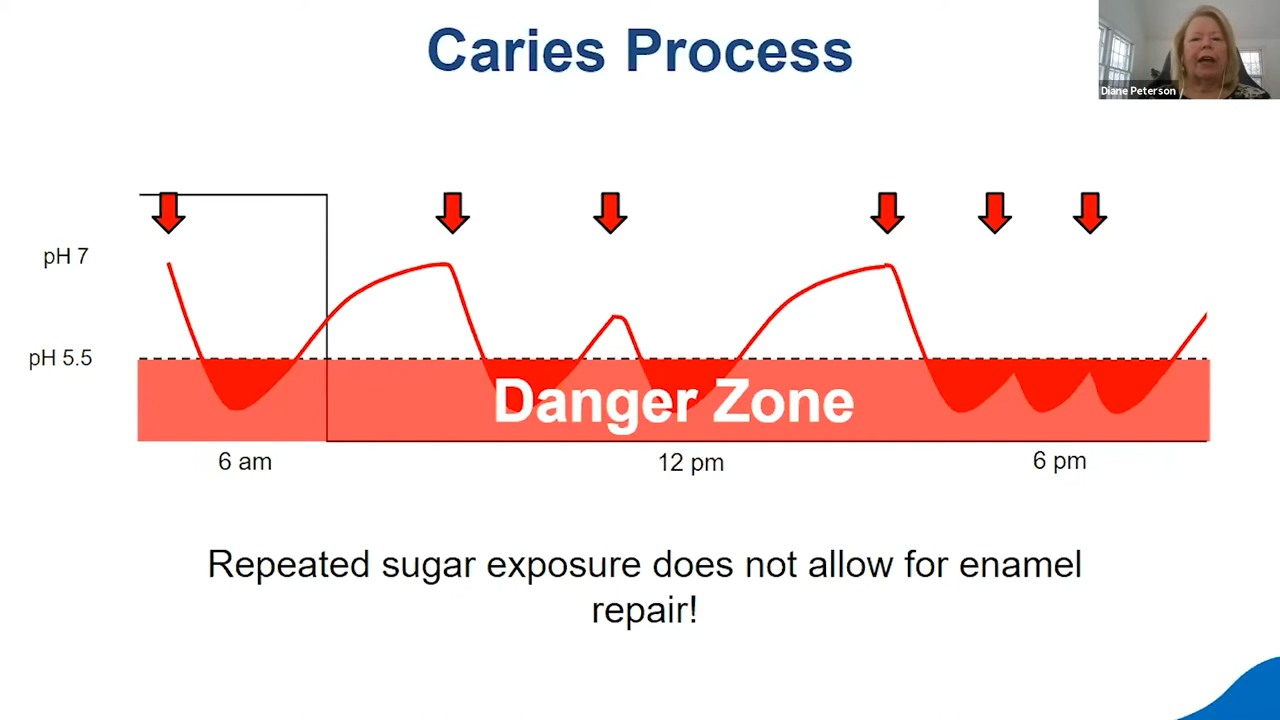 Caries Process
Diane Peterson
pH 7
pH 5.5
Danger Zone
6 am
12 pm
6 pm
Repeated sugar exposure does not allow for enamel
repair!